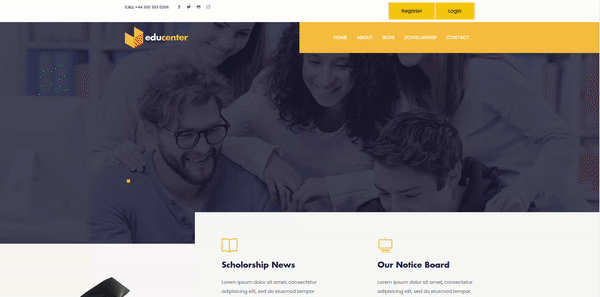 CALL +44 300 303 0266
Register
Login
educenter
HOME
ABOUT
BLOG
SCHOLARSHIP
CONTACT
Scholorship News
Our Notice Board
Lorem ipsum dolor sit amet, consectetur
adipisicing elit, sed do eiusmod tempor
Lorem ipsum dolor sit amet, consectetur
adipisicing elit, sed do eiusmod tempor